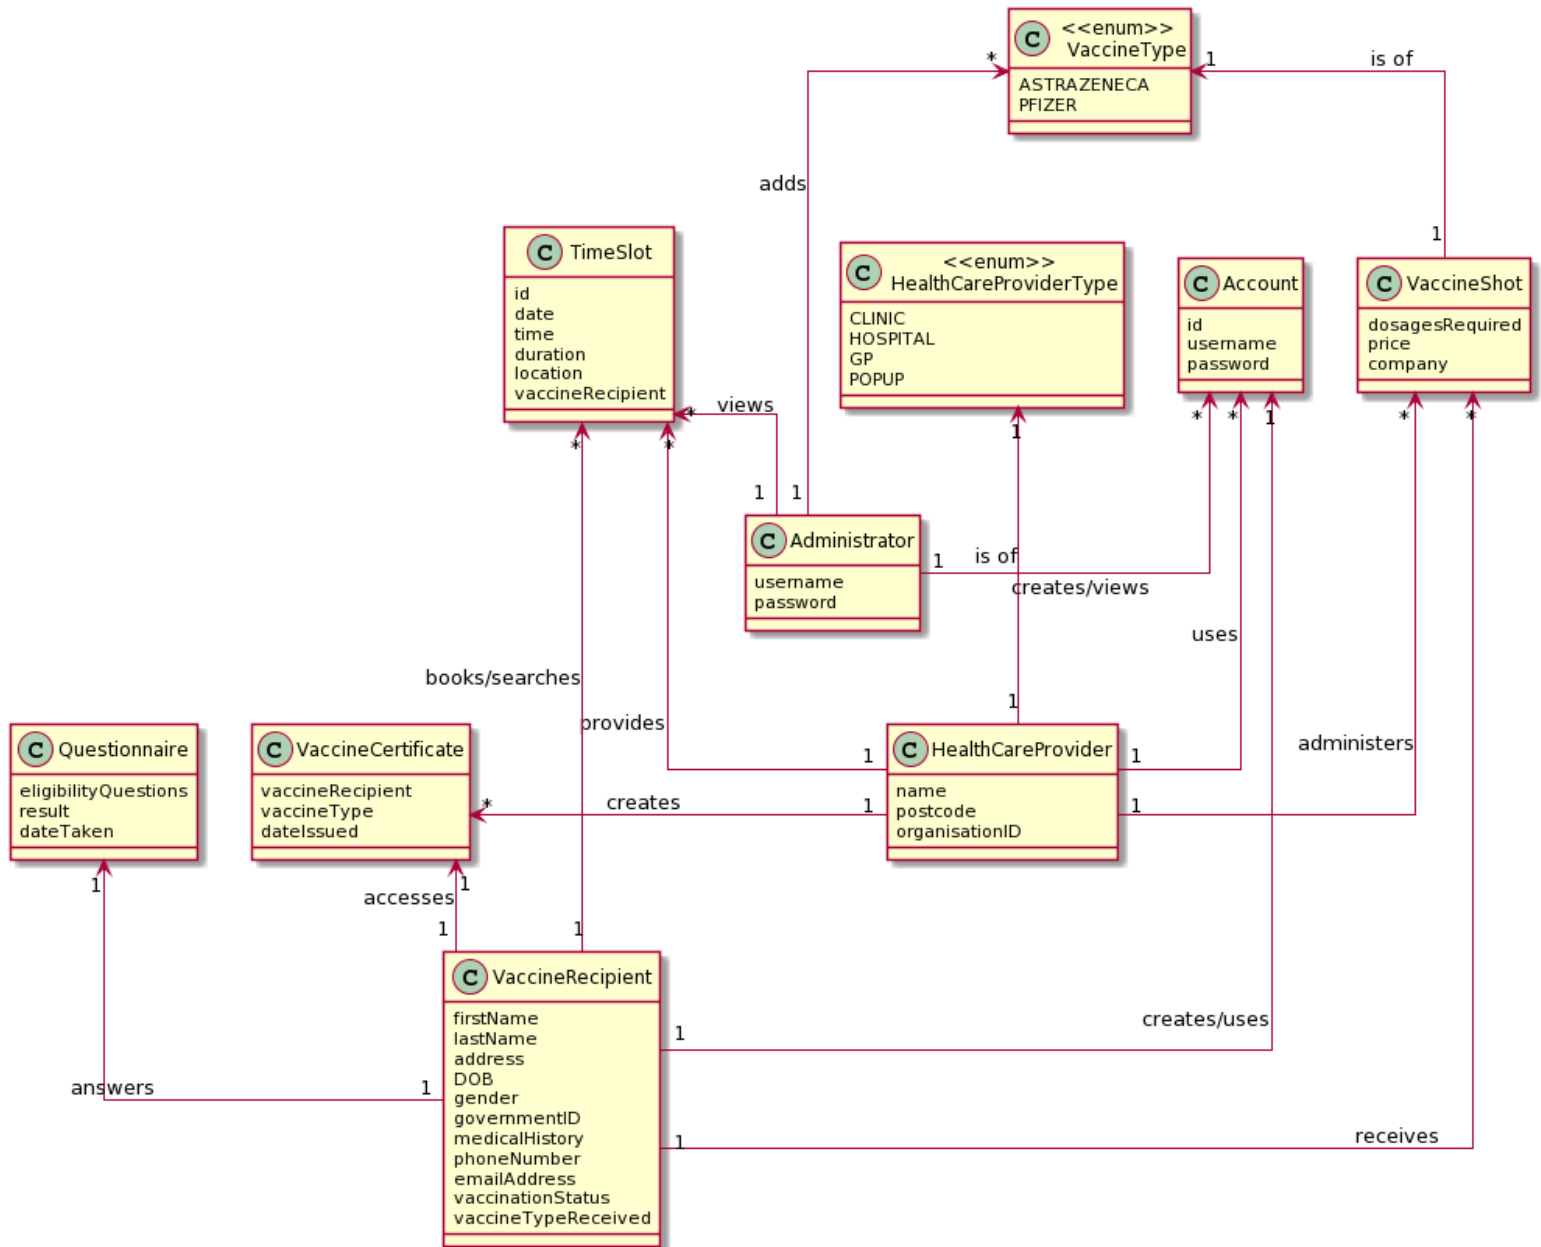 C <<enum>>
VaccineType
ASTRAZENECA
PFIZER
* 1 is of
adds
1
C TimeSlot
id
date
time
duration
location
vaccineRecipient
C <<enum>>
HealthCareProviderType
CLINIC
HOSPITAL
GP
POPUP
C Account
id
username
password
C VaccineShot
dosagesRequired
price
company
* views
* *
1
* * 1
* *
1 1
C Administrator
username
password
1 is of
creates/views
uses
books/searches
provides
1
administers
C Questionnaire
eligibilityQuestions
result
dateTaken
C VaccineCertificate
vaccineRecipient
vaccineType
dateIssued
C HealthCareProvider
name
postcode
organisationID
1 1
* creates 1 1
1 1
accesses
1 1
C VaccineRecipient
firstName
lastName
address
DOB
gender
governmentID
medicalHistory
phoneNumber
emailAddress
vaccinationStatus
vaccineTypeReceived
creates/uses
1
answers 1
1 receives